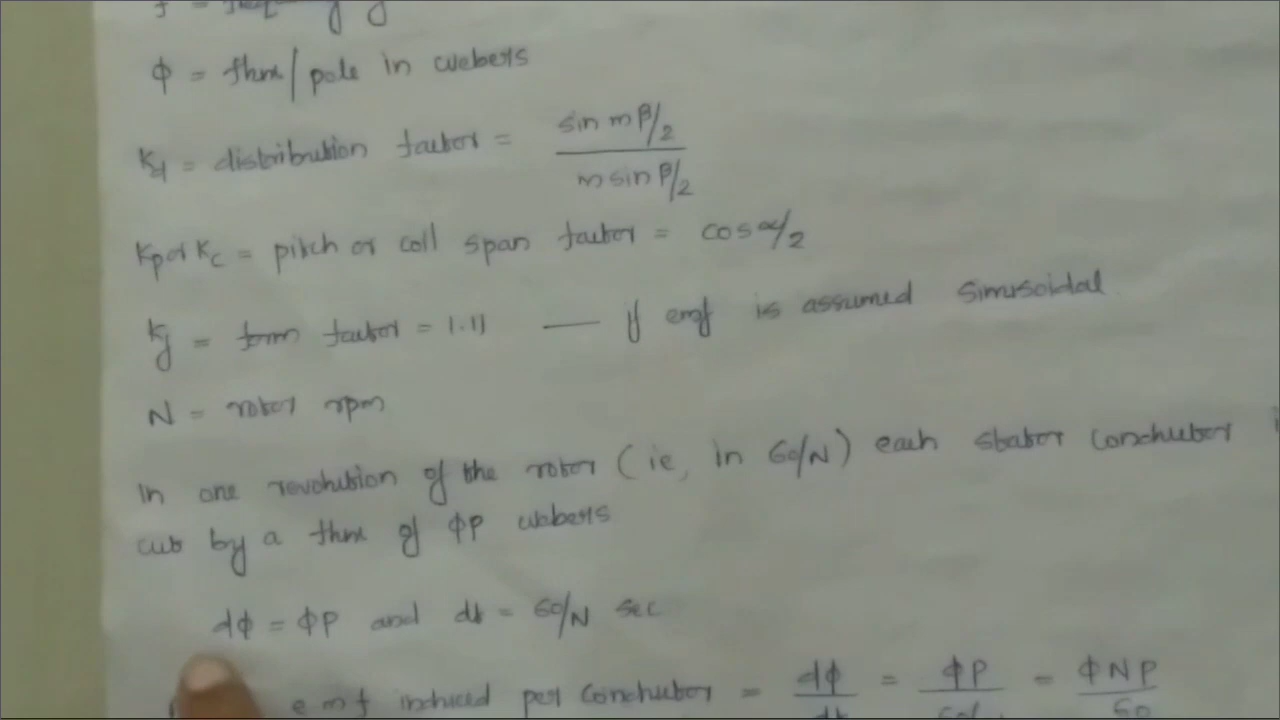 Φ = flux/pole in webers
Kd = distribution factor = sin mβ/2 / m sin β/2
Kp or Kc = pitch or coil span factor = cos α/2
Kf = form factor = 1.11 — if emf is assumed sinusoidal
N = rotor rpm
In one revolution of the rotor (ie, in 60/N) each stator conductor
cut by a flux of ΦP webers
dΦ = ΦP and dt = 60/N sec
emf induced per conductor = dΦ/dt = ΦP/60/ = ΦNP/60